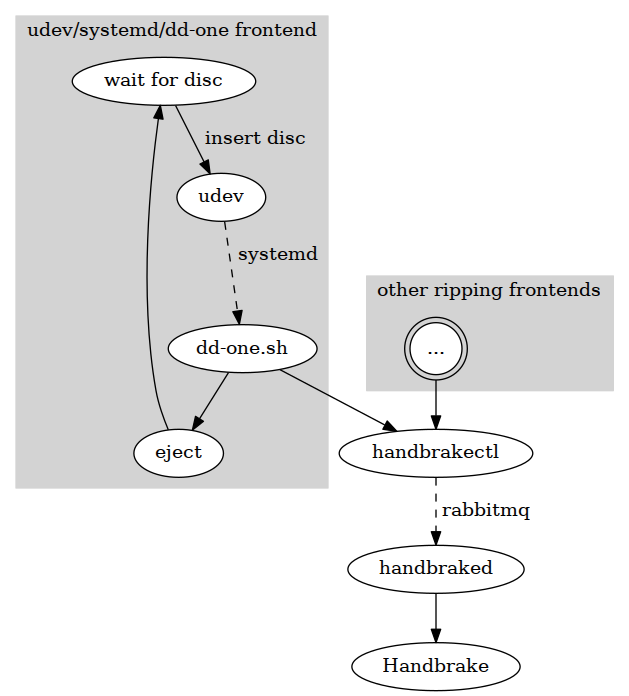 udev/systemd/dd-one frontend
wait for disc
insert disc
udev
systemd
other ripping frontends
dd-one.sh
...
eject
handbrakectl
rabbitmq
handbraked
Handbrake